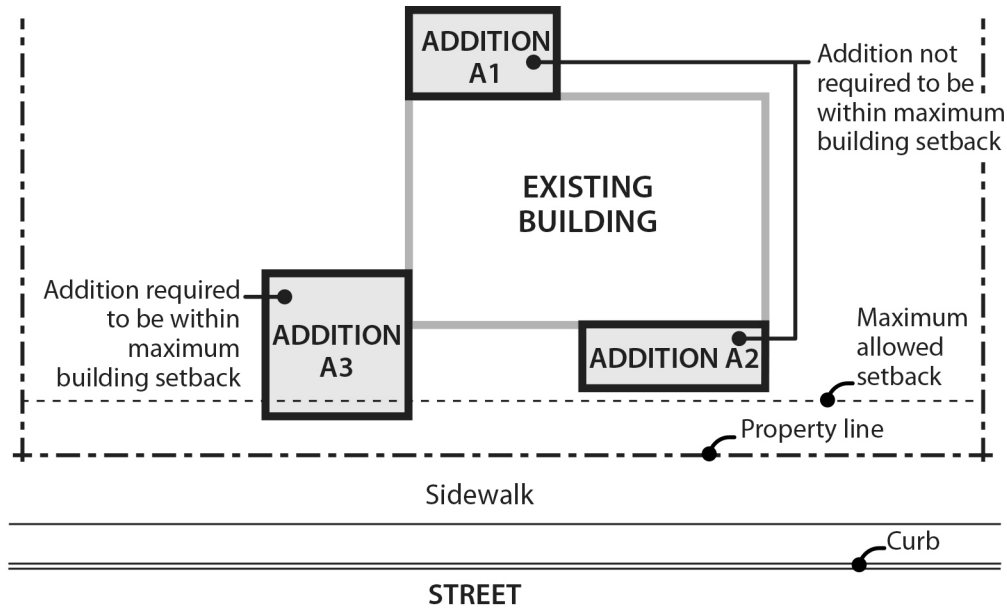 ADDITION
A1
Addition not
required to be
within maximum
building setback
EXISTING
BUILDING
Addition required
to be within
maximum
building setback
ADDITION
A3
ADDITION A2
Maximum
allowed
setback
Property line
Sidewalk
Curb
STREET